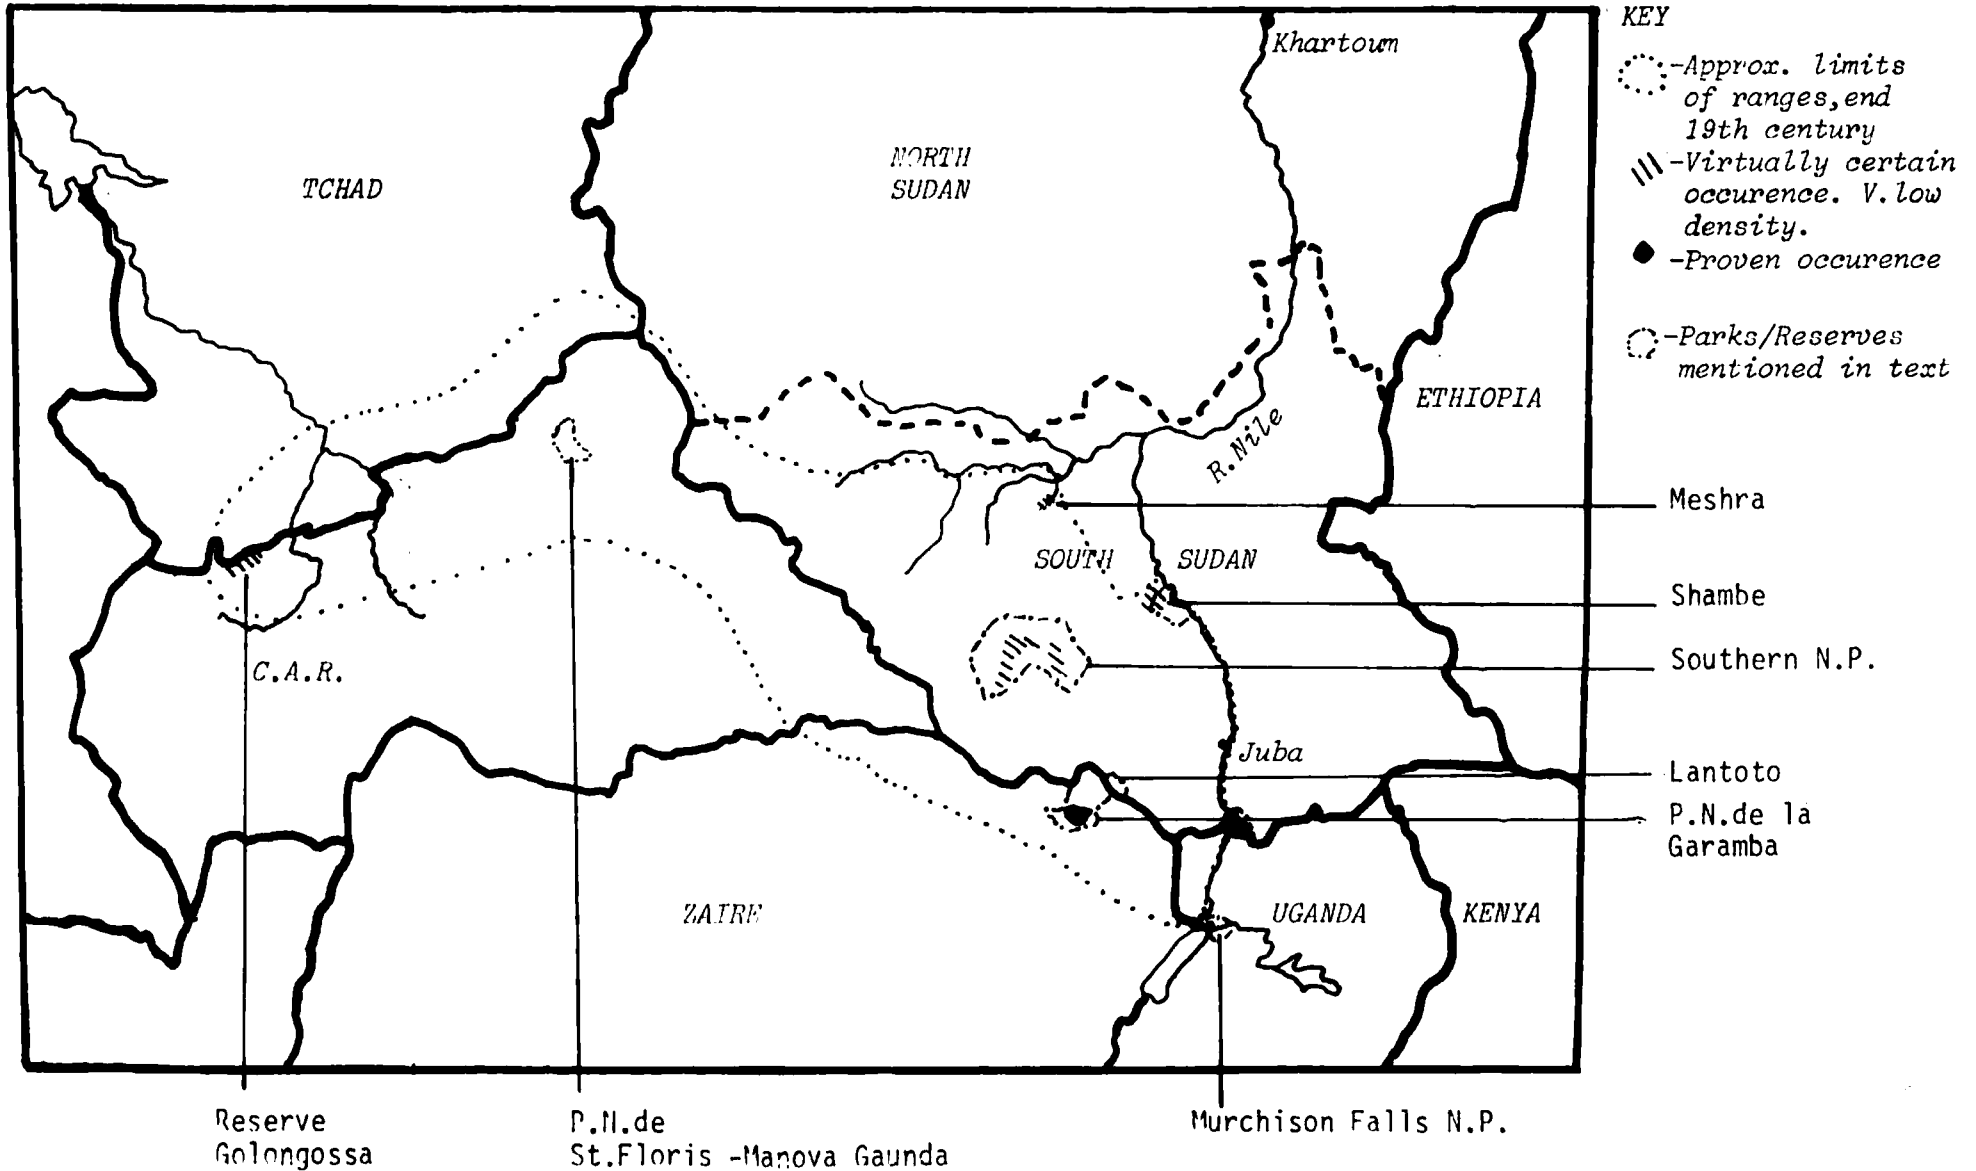 KEY
-Approx. limits
of ranges,end
19th century
-Virtually certain
occurence. V.low
density.
-Proven occurence
-Parks/Reserves
mentioned in text
Khartoum
TCHAD
NORTH
SUDAN
ETHIOPIA
R.Nile
Meshra
SOUTH SUDAN
Shambe
Southern N.P.
C.A.R.
Juba
Lantoto
P.N.de la
Garamba
ZAIRE
UGANDA
KENYA
Reserve
Golongossa
P.N.de
St.Floris -Manova Gaunda
Murchison Falls N.P.